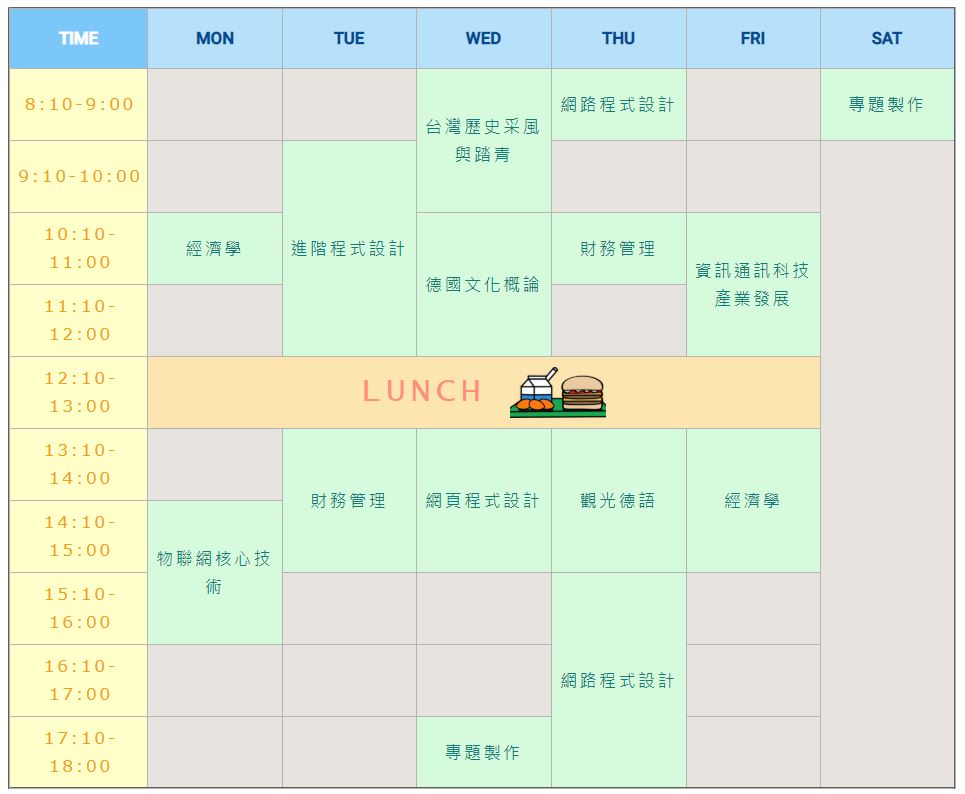 TIME MON TUE WED THU FRI SAT
8:10-9:00
台灣歷史采風
與踏青
網路程式設計
專題製作
9:10-10:00
進階程式設計
10:10-
11:00
經濟學
德國文化概論
財務管理
資訊通訊科技
產業發展
11:10-
12:00
12:10-
13:00
LUNCH
13:10-
14:00
財務管理
網頁程式設計
觀光德語
經濟學
14:10-
15:00
物聯網核心技
術
15:10-
16:00
網路程式設計
16:10-
17:00
17:10-
18:00
專題製作